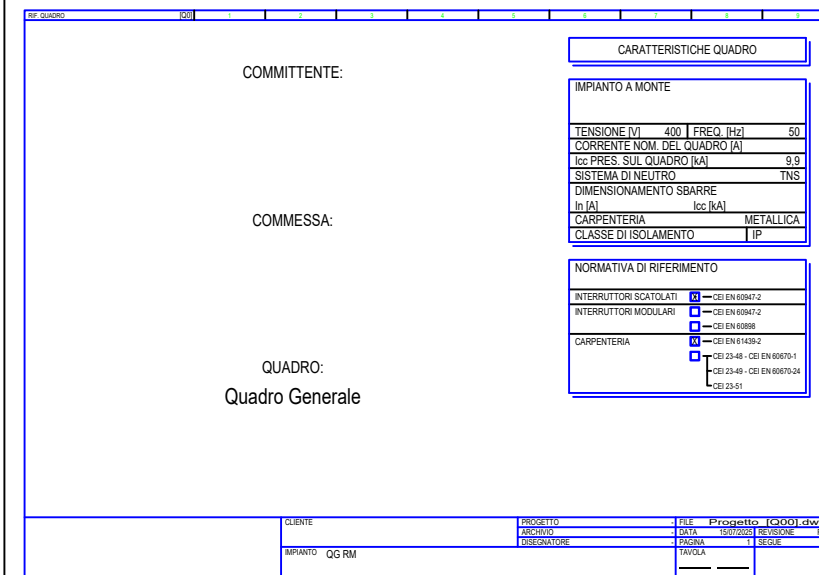 RIF. QUADRO [Q0] 1 2 3 4 5 6 7 8 9
CARATTERISTICHE QUADRO
COMMITTENTE:
IMPIANTO A MONTE
TENSIONE [V] 400 FREQ. [Hz] 50
CORRENTE NOM. DEL QUADRO [A]
Icc PRES. SUL QUADRO [kA] 9,9
SISTEMA DI NEUTRO TNS
DIMENSIONAMENTO SBARRE
In [A] Icc [kA]
CARPENTERIA METALLICA
CLASSE DI ISOLAMENTO IP
COMMESSA:
NORMATIVA DI RIFERIMENTO
INTERRUTTORI SCATOLATI X CEI EN 60947-2
INTERRUTTORI MODULARI CEI EN 60947-2
CEI EN 60898
CARPENTERIA X CEI EN 61439-2
CEI 23-48 - CEI EN 60670-1
CEI 23-49 - CEI EN 60670-24
CEI 23-51
QUADRO:
Quadro Generale
CLIENTE PROGETTO - FILE Progetto_[Q00].dw
ARCHIVIO - DATA 15/07/2025 REVISIONE
DISEGNATORE - PAGINA 1 SEGUE
IMPIANTO QG RM TAVOLA